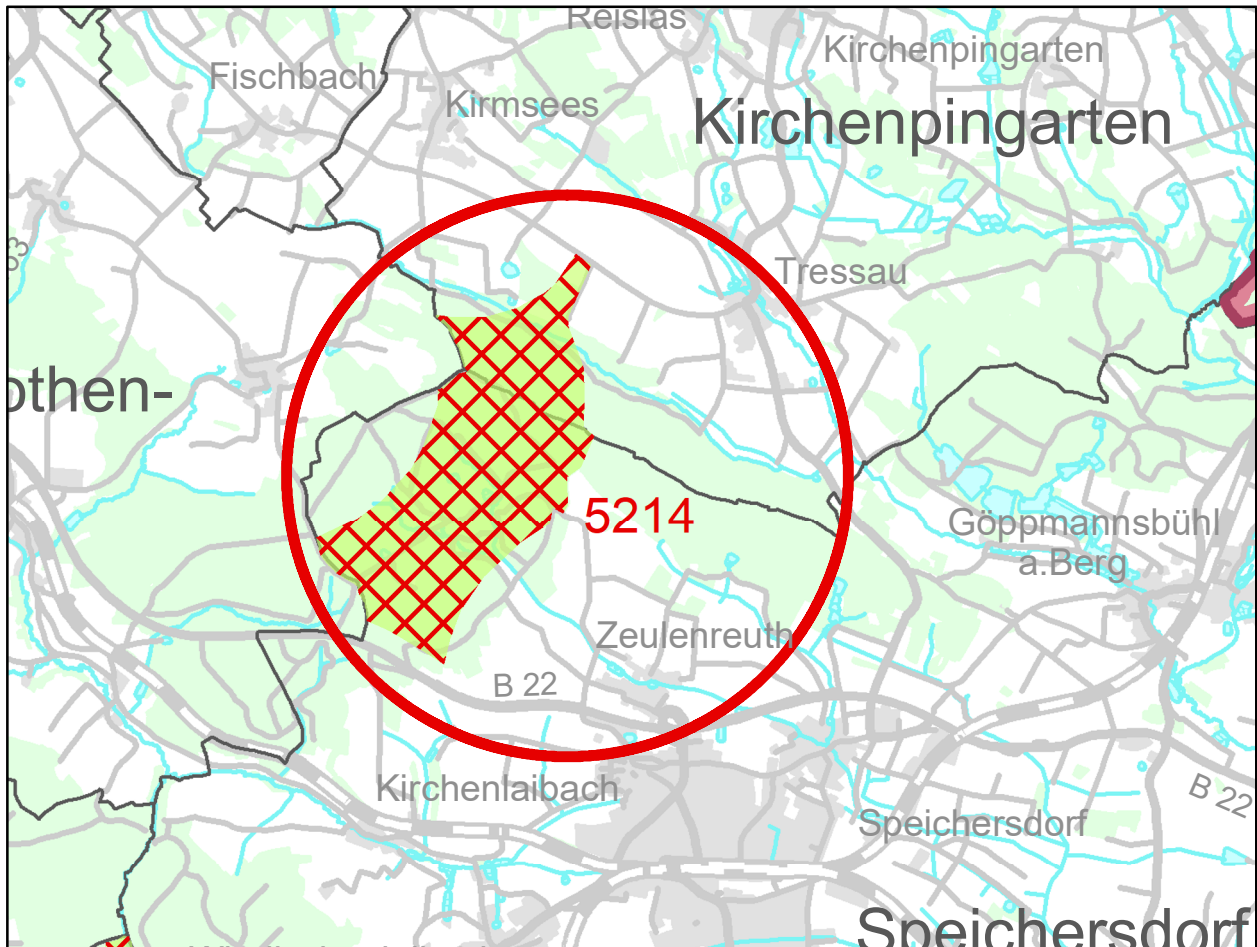 Reislas
Kirchenpingarten
Fischbach
Kirmsees
Kirchenpingarten
Tressau
othen-
5214
Göppmannsbühl
a.Berg
Zeulenreuth
B 22
Kirchenlaibach
B 22
Speichersdorf
Speichersdorf